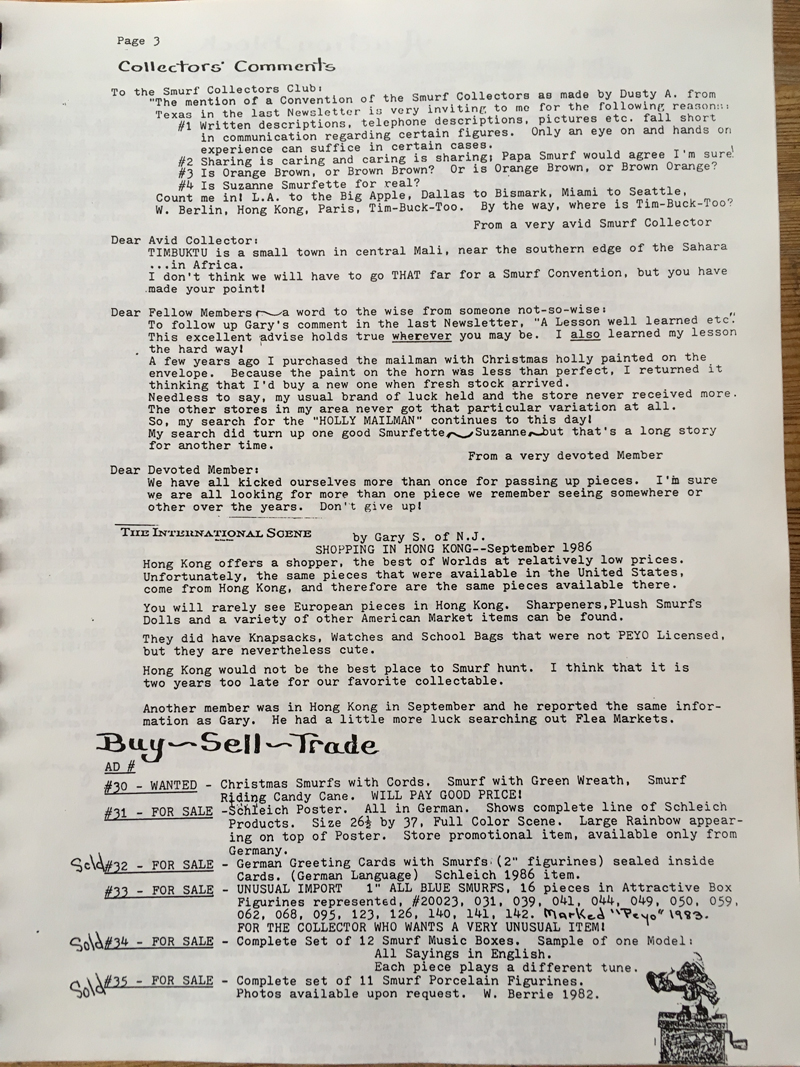 Page 3
Collectors' Comments
To the Smurf Collectors Club:
"The mention of a Convention of the Smurf Collectors as made by Dusty A. from
Texas in the last Newsletter is very inviting to me for the following reasons:
#1 Written descriptions, telephone descriptions, pictures etc. fall short
in communication regarding certain figures. Only an eye on and hands on
experience can suffice in certain cases.
#2 Sharing is caring and caring is sharing; Papa Smurf would agree I'm sure!
#3 Is Orange Brown, or Brown Brown? Or is Orange Brown, or Brown Orange?
#4 Is Suzanne Smurfette for real?
Count me in! L.A. to the Big Apple, Dallas to Bismark, Miami to Seattle,
W. Berlin, Hong Kong, Paris, Tim-Buck-Too. By the way, where is Tim-Buck-Too?"
From a very avid Smurf Collector
Dear Avid Collector:
TIMBUKTU is a small town in central Mali, near the southern edge of the Sahara
...in Africa.
I don't think we will have to go THAT far for a Smurf Convention, but you have
made your point!
Dear Fellow Members~a word to the wise from someone not-so-wise:
To follow up Gary's comment in the last Newsletter, "A Lesson well learned etc."
This excellent advise holds true wherever you may be. I also learned my lesson
the hard way!
A few years ago I purchased the mailman with Christmas holly painted on the
envelope. Because the paint on the horn was less than perfect, I returned it
thinking that I'd buy a new one when fresh stock arrived.
Needless to say, my usual brand of luck held and the store never received more.
The other stores in my area never got that particular variation at all.
So, my search for the "HOLLY MAILMAN" continues to this day!
My search did turn up one good Smurfette~Suzanne~but that's a long story
for another time.
From a very devoted Member
Dear Devoted Member:
We have all kicked ourselves more than once for passing up pieces. I'm sure
we are all looking for more than one piece we remember seeing somewhere or
other over the years. Don't give up!
THE INTERNATIONAL SCENE by Gary S. of N.J.
SHOPPING IN HONG KONG--September 1986
Hong Kong offers a shopper, the best of Worlds at relatively low prices.
Unfortunately, the same pieces that were available in the United States,
come from Hong Kong, and therefore are the same pieces available there.
You will rarely see European pieces in Hong Kong. Sharpeners,Plush Smurfs
Dolls and a variety of other American Market items can be found.
They did have Knapsacks, Watches and School Bags that were not PEYO Licensed,
but they are nevertheless cute.
Hong Kong would not be the best place to Smurf hunt. I think that it is
two years too late for our favorite collectable.
Another member was in Hong Kong in September and he reported the same infor-
mation as Gary. He had a little more luck searching out Flea Markets.
Buy~Sell~Trade
AD #
#30 - WANTED - Christmas Smurfs with Cords. Smurf with Green Wreath, Smurf
Riding Candy Cane. WILL PAY GOOD PRICE!
#31 - FOR SALE -Schleich Poster. All in German. Shows complete line of Schleich
Products. Size 26½ by 37, Full Color Scene. Large Rainbow appear-
ing on top of Poster. Store promotional item, available only from
Germany.
Sold #32 - FOR SALE - German Greeting Cards with Smurfs (2" figurines) sealed inside
Cards. (German Language) Schleich 1986 item.
#33 - FOR SALE - UNUSUAL IMPORT 1" ALL BLUE SMURFS, 16 pieces in Attractive Box
Figurines represented, #20023, 031, 039, 041, 044, 049, 050, 059,
062, 068, 095, 123, 126, 140, 141, 142. Marked "Peyo" 1983.
FOR THE COLLECTOR WHO WANTS A VERY UNUSUAL ITEM!
Sold #34 - FOR SALE - Complete Set of 12 Smurf Music Boxes. Sample of one Model:
All Sayings in English.
Each piece plays a different tune.
Sold #35 - FOR SALE - Complete set of 11 Smurf Porcelain Figurines.
Photos available upon request. W. Berrie 1982.